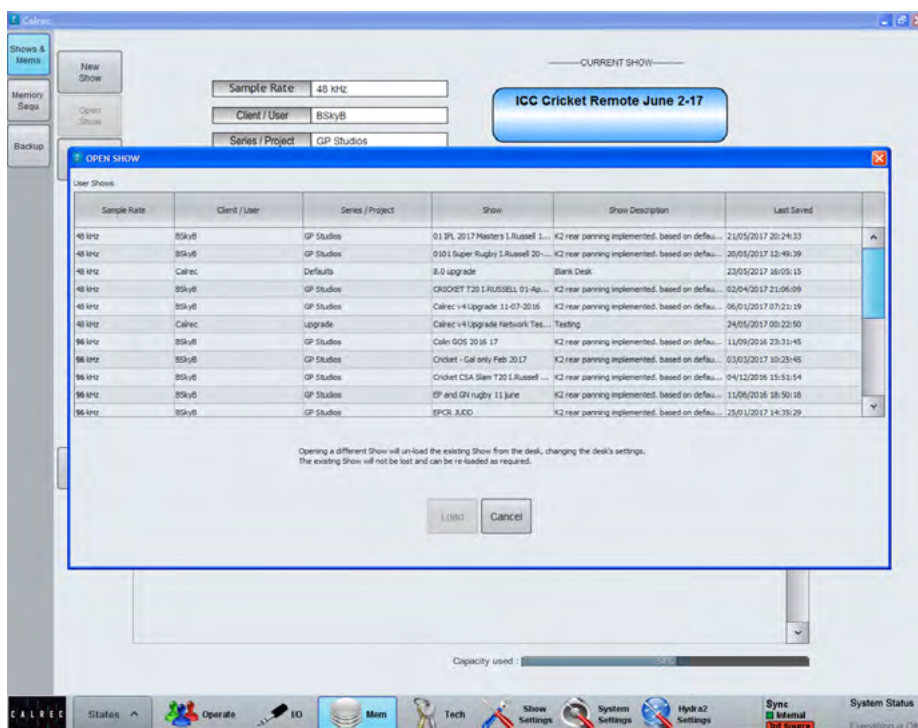 Calrec
Shows & Mems
Memory Sequ
Backup
New Show
Open Show
Sample Rate 48 kHz
Client / User BSkyB
Series / Project GP Studios
CURRENT SHOW
ICC Cricket Remote June 2-17
OPEN SHOW
User Shows
Sample Rate Client / User Series / Project Show Show Description Last Saved
48 kHz BSkyB GP Studios 01 IPL 2017 Masters I.Russell 1... K2 rear panning implemented. based on defau... 21/05/2017 20:24:33
48 kHz BSkyB GP Studios 0101 Super Rugby I.Russell 20-... K2 rear panning implemented. based on defau... 20/05/2017 12:49:39
48 kHz Calrec Defaults 8.0 upgrade Blank Desk 23/05/2017 16:05:15
48 kHz BSkyB GP Studios CRICKET T20 I.RUSSELL 01-Ap... K2 rear panning implemented. based on defau... 02/04/2017 21:06:09
48 kHz BSkyB GP Studios Calrec v4 Upgrade 11-07-2016 K2 rear panning implemented. based on defau... 06/01/2017 07:21:19
48 kHz Calrec upgrade Calrec v4 Upgrade Network Tes... Testing 24/05/2017 00:22:50
96 kHz BSkyB GP Studios Colin GOS 2016 17 K2 rear panning implemented. based on defau... 11/09/2016 23:31:45
96 kHz BSkyB GP Studios Cricket - Gal only Feb 2017 K2 rear panning implemented. based on defau... 03/03/2017 10:25:45
96 kHz BSkyB GP Studios Cricket CSA Slam T20 I.Russell ... K2 rear panning implemented. based on defau... 04/12/2016 15:51:54
96 kHz BSkyB GP Studios EP and GN rugby 11 june K2 rear panning implemented. based on defau... 11/06/2016 18:50:18
96 kHz BSkyB GP Studios EPCR JUDD K2 rear panning implemented. based on defau... 25/01/2017 14:35:29
Opening a different Show will un-load the existing Show from the desk, changing the desk's settings.
The existing Show will not be lost and can be re-loaded as required.
Load Cancel
Capacity used :
CALREC States Operate I/O Mem Tech Show Settings System Settings Hydra2 Settings Sync Internal System Status